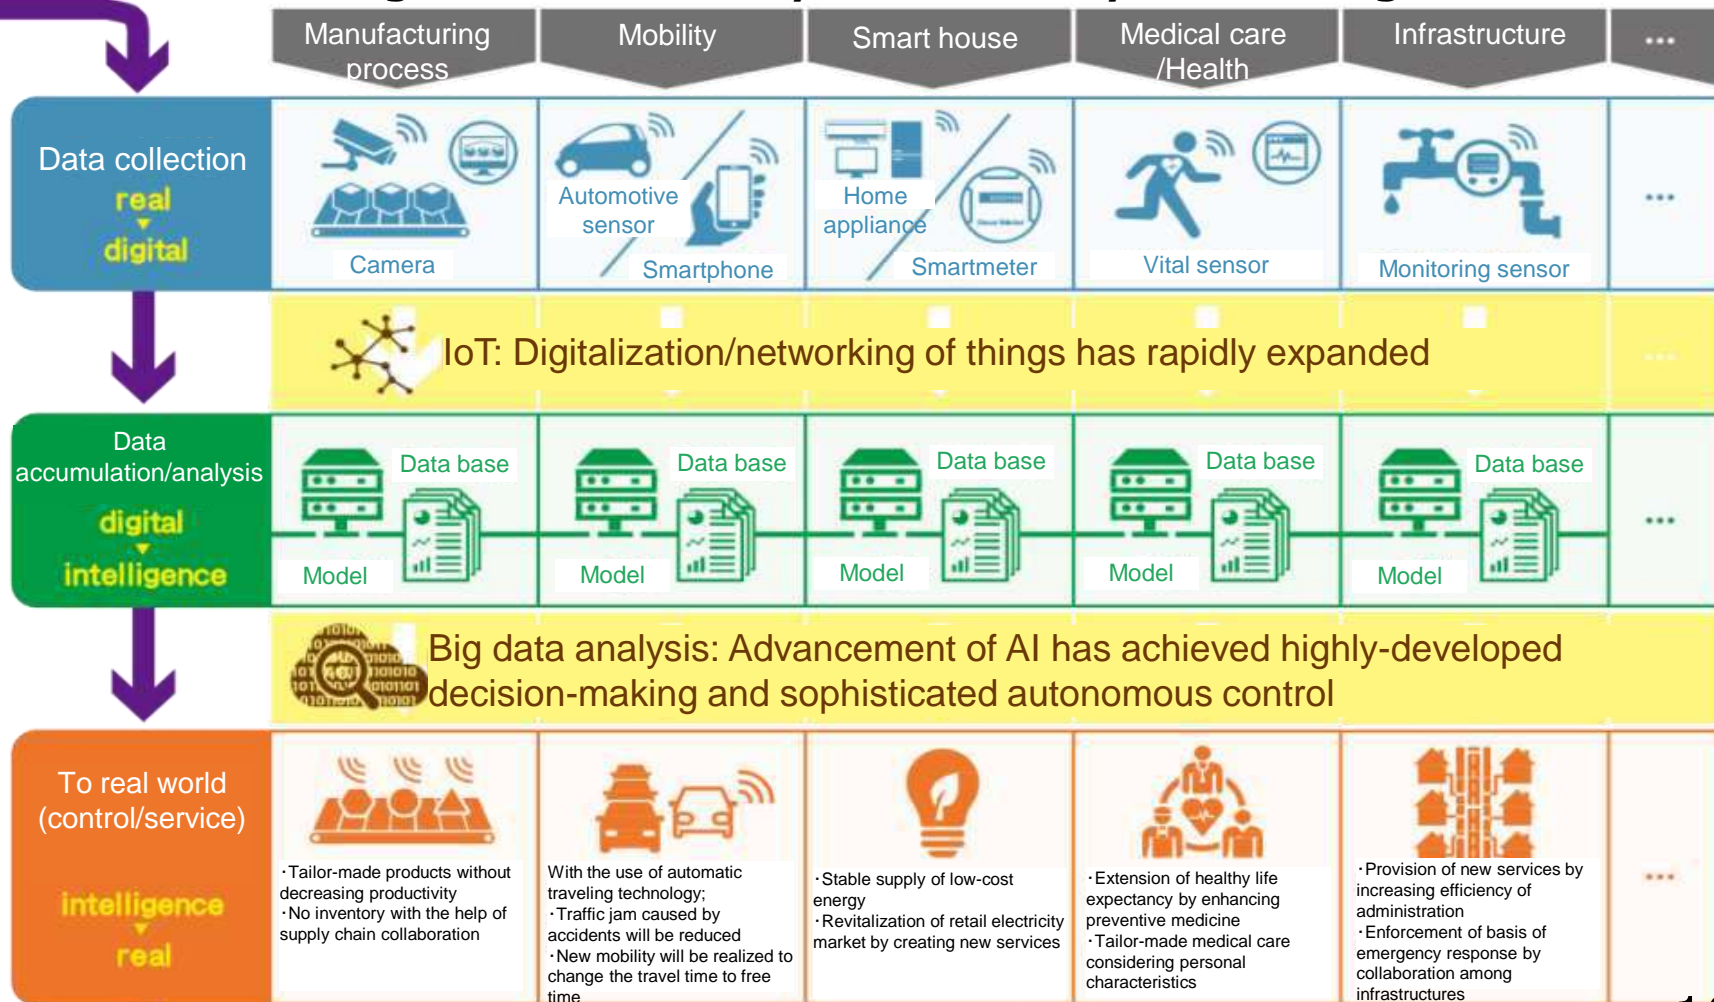 Manufacturing
process
Mobility
Smart house
Medical care
/Health
Infrastructure
...
Data collection
real
digital
Camera
Automotive
sensor
Smartphone
Home
appliance
Smartmeter
Vital sensor
Monitoring sensor
...
IoT: Digitalization/networking of things has rapidly expanded
...
Data
accumulation/analysis
digital
intelligence
Data base
Model
Data base
Model
Data base
Model
Data base
Model
Data base
Model
...
Big data analysis: Advancement of AI has achieved highly-developed
decision-making and sophisticated autonomous control
To real world
(control/service)
intelligence
real
・Tailor-made products without
decreasing productivity
・No inventory with the help of
supply chain collaboration
With the use of automatic
traveling technology;
・Traffic jam caused by
accidents will be reduced
・New mobility will be realized to
change the travel time to free
time
・Stable supply of low-cost
energy
・Revitalization of retail electricity
market by creating new services
・Extension of healthy life
expectancy by enhancing
preventive medicine
・Tailor-made medical care
considering personal
characteristics
・Provision of new services by
increasing efficiency of
administration
・Enforcement of basis of
emergency response by
collaboration among
infrastructures
...